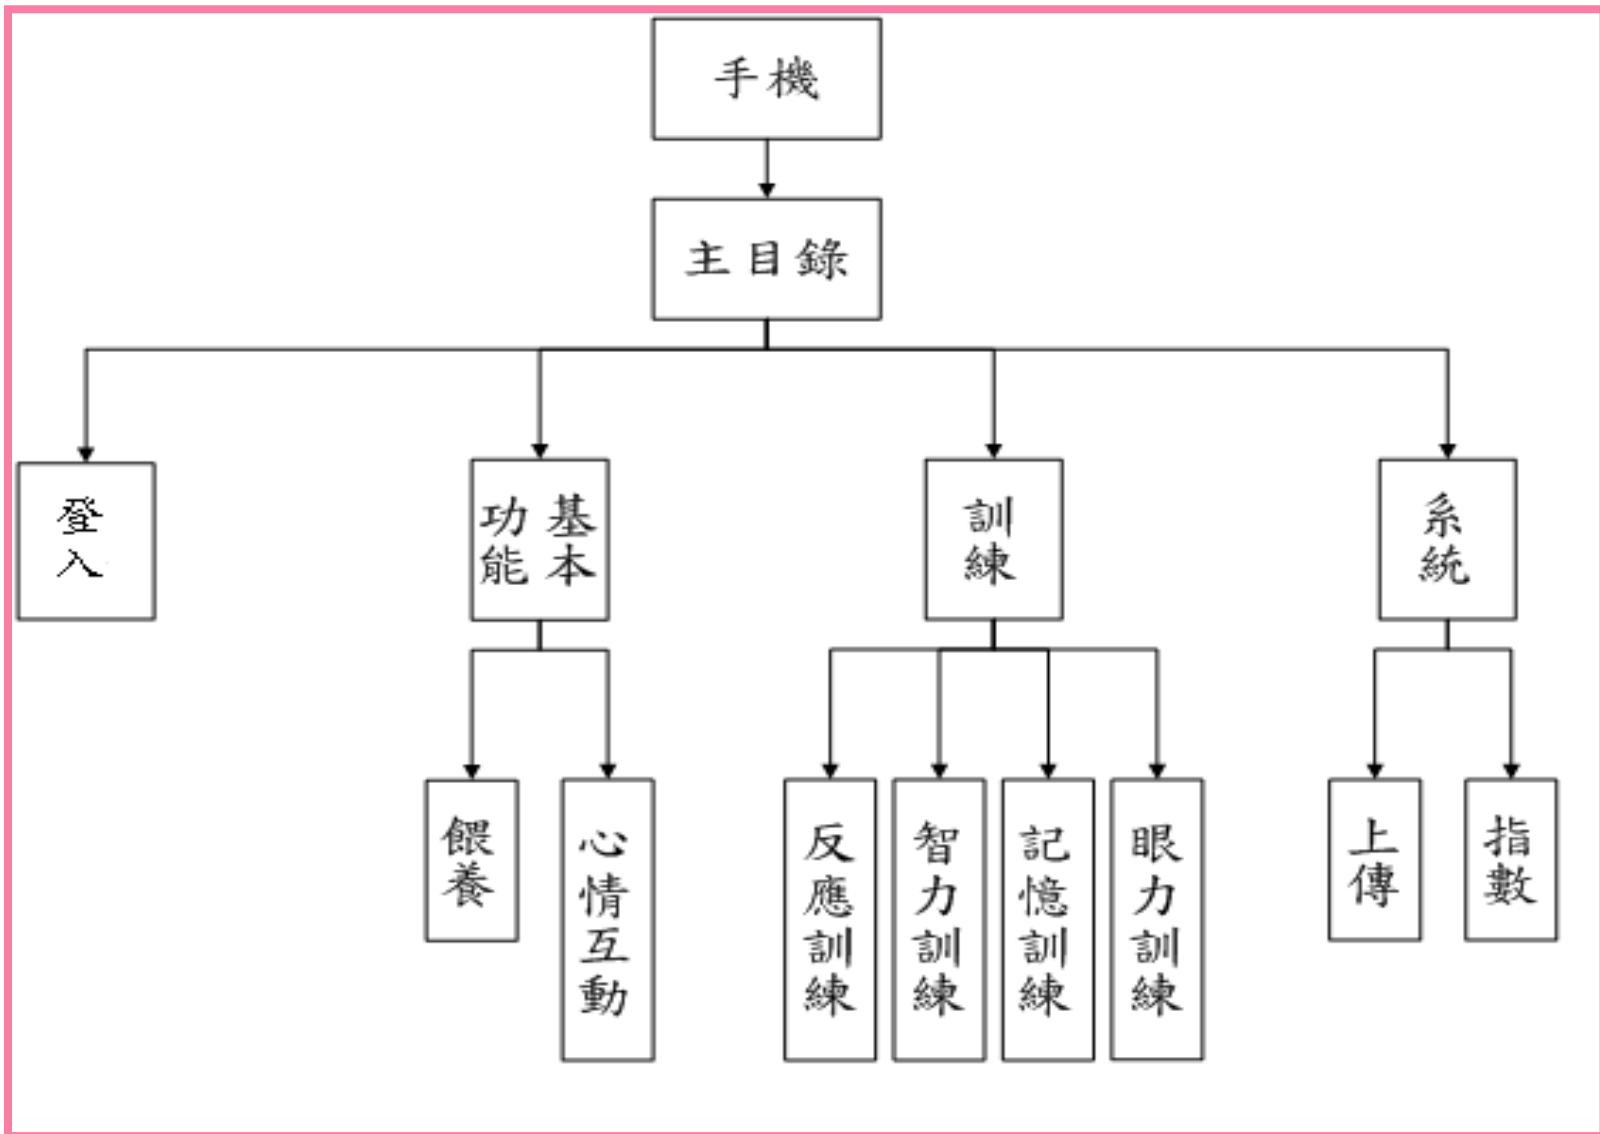 手機
主目錄
登入
基本
功能
訓練
系統
餵養
心情互動
反應訓練
智力訓練
記憶訓練
眼力訓練
上傳
指數